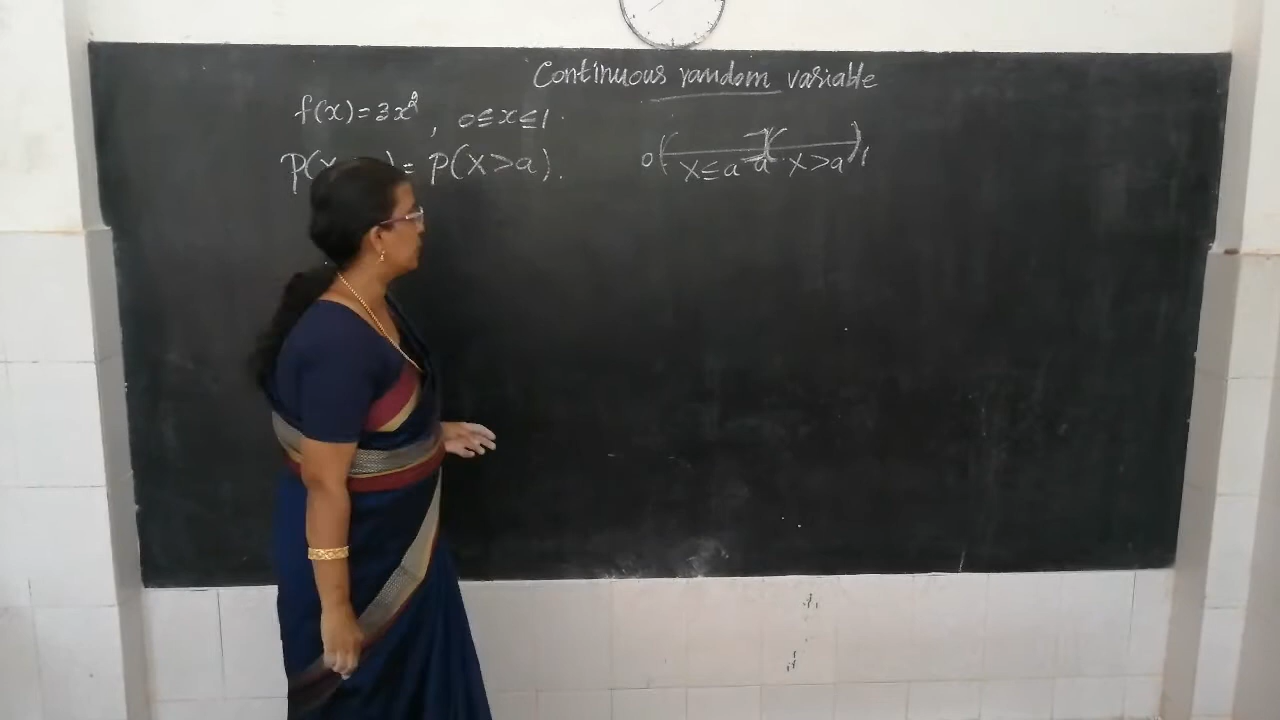 Continuous random variable
f(x)=3x², 0≤x≤1.
P(X )= P(X>a).
0 X≤a a X>a 1